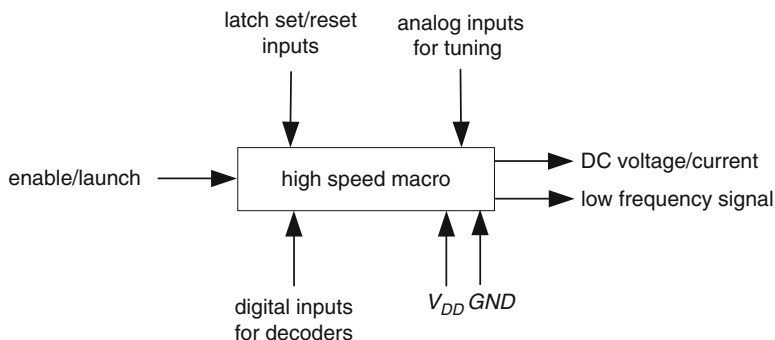 latch set/reset
inputs
analog inputs
for tuning
enable/launch
high speed macro
DC voltage/current
low frequency signal
digital inputs
for decoders
VDD GND